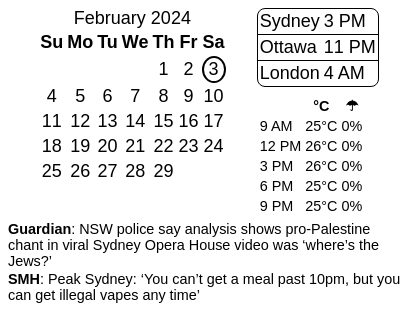 February 2024
Su Mo Tu We Th Fr Sa
1 2 3
4 5 6 7 8 9 10
11 12 13 14 15 16 17
18 19 20 21 22 23 24
25 26 27 28 29
Sydney 3 PM
Ottawa 11 PM
London 4 AM
°C ☂
9 AM 25°C 0%
12 PM 26°C 0%
3 PM 26°C 0%
6 PM 25°C 0%
9 PM 25°C 0%
Guardian: NSW police say analysis shows pro-Palestine
chant in viral Sydney Opera House video was ‘where’s the
Jews?’
SMH: Peak Sydney: ‘You can’t get a meal past 10pm, but you
can get illegal vapes any time’